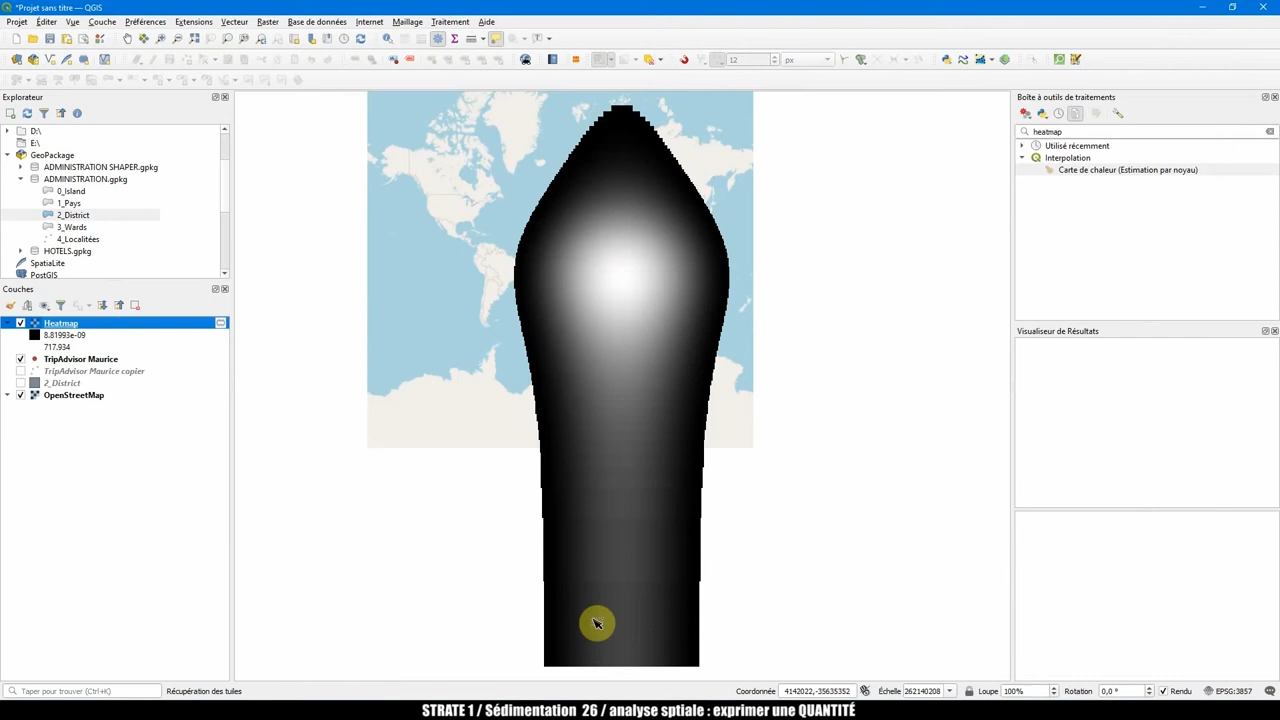 *Projet sans titre — QGIS
Projet Éditer Vue Couche Préférences Extensions Vecteur Raster Base de données Internet Maillage Traitement Aide
12 px
Explorateur
D:\
E:\
GeoPackage
ADMINISTRATION SHAPER.gpkg
ADMINISTRATION.gpkg
0_Island
1_Pays
2_District
3_Wards
4_Localitées
HOTELS.gpkg
SpatiaLite
PostGIS
Couches
Heatmap
8.81993e-09
717.934
TripAdvisor Maurice
TripAdvisor Maurice copier
2_District
OpenStreetMap
Boîte à outils de traitements
heatmap
Utilisé récemment
Interpolation
Carte de chaleur (Estimation par noyau)
Visualiseur de Résultats
Taper pour trouver (Ctrl+K) Récupération des tuiles Coordonnée 4142022,-35635352 Échelle 262140208 Loupe 100% Rotation 0,0 ° Rendu EPSG:3857
STRATE 1 / Sédimentation 26 / analyse sptiale : exprimer une QUANTITÉ